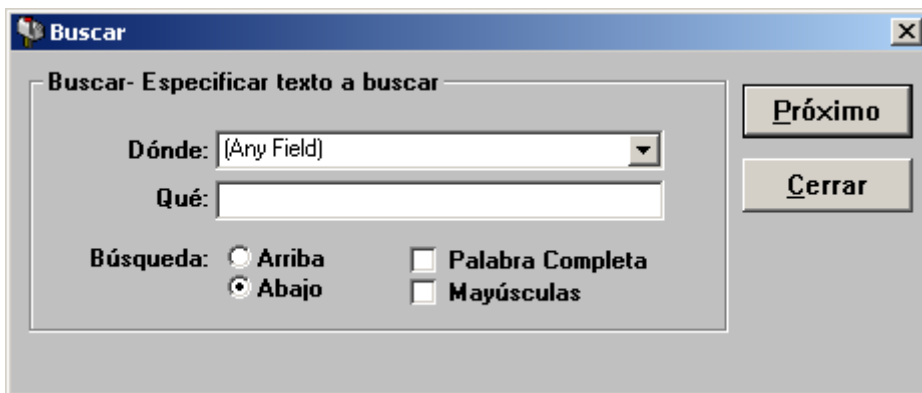 Buscar
Buscar- Especificar texto a buscar
Dónde: (Any Field)
Qué:
Búsqueda: Arriba Palabra Completa
Abajo Mayúsculas
Próximo
Cerrar